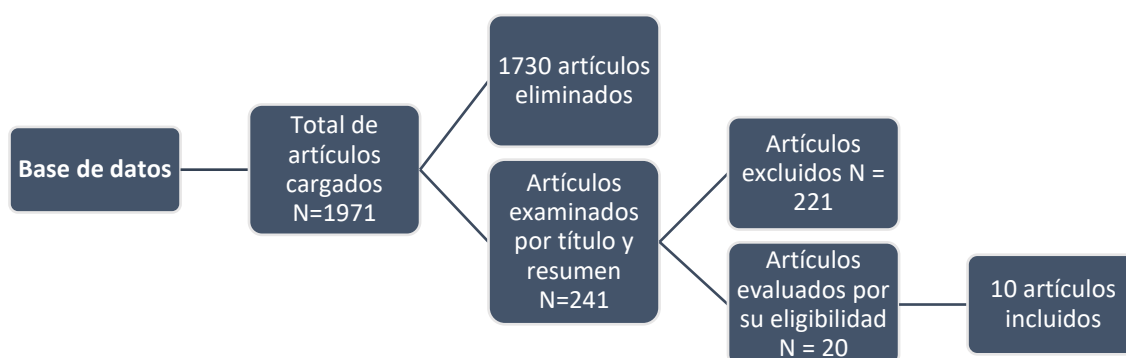 Base de datos
Total de
artículos
cargados
N=1971
1730 artículos
eliminados
Artículos
examinados
por título y
resumen
N=241
Artículos
excluidos N =
221
Artículos
evaluados por
su eligibilidad
N = 20
10 artículos
incluidos